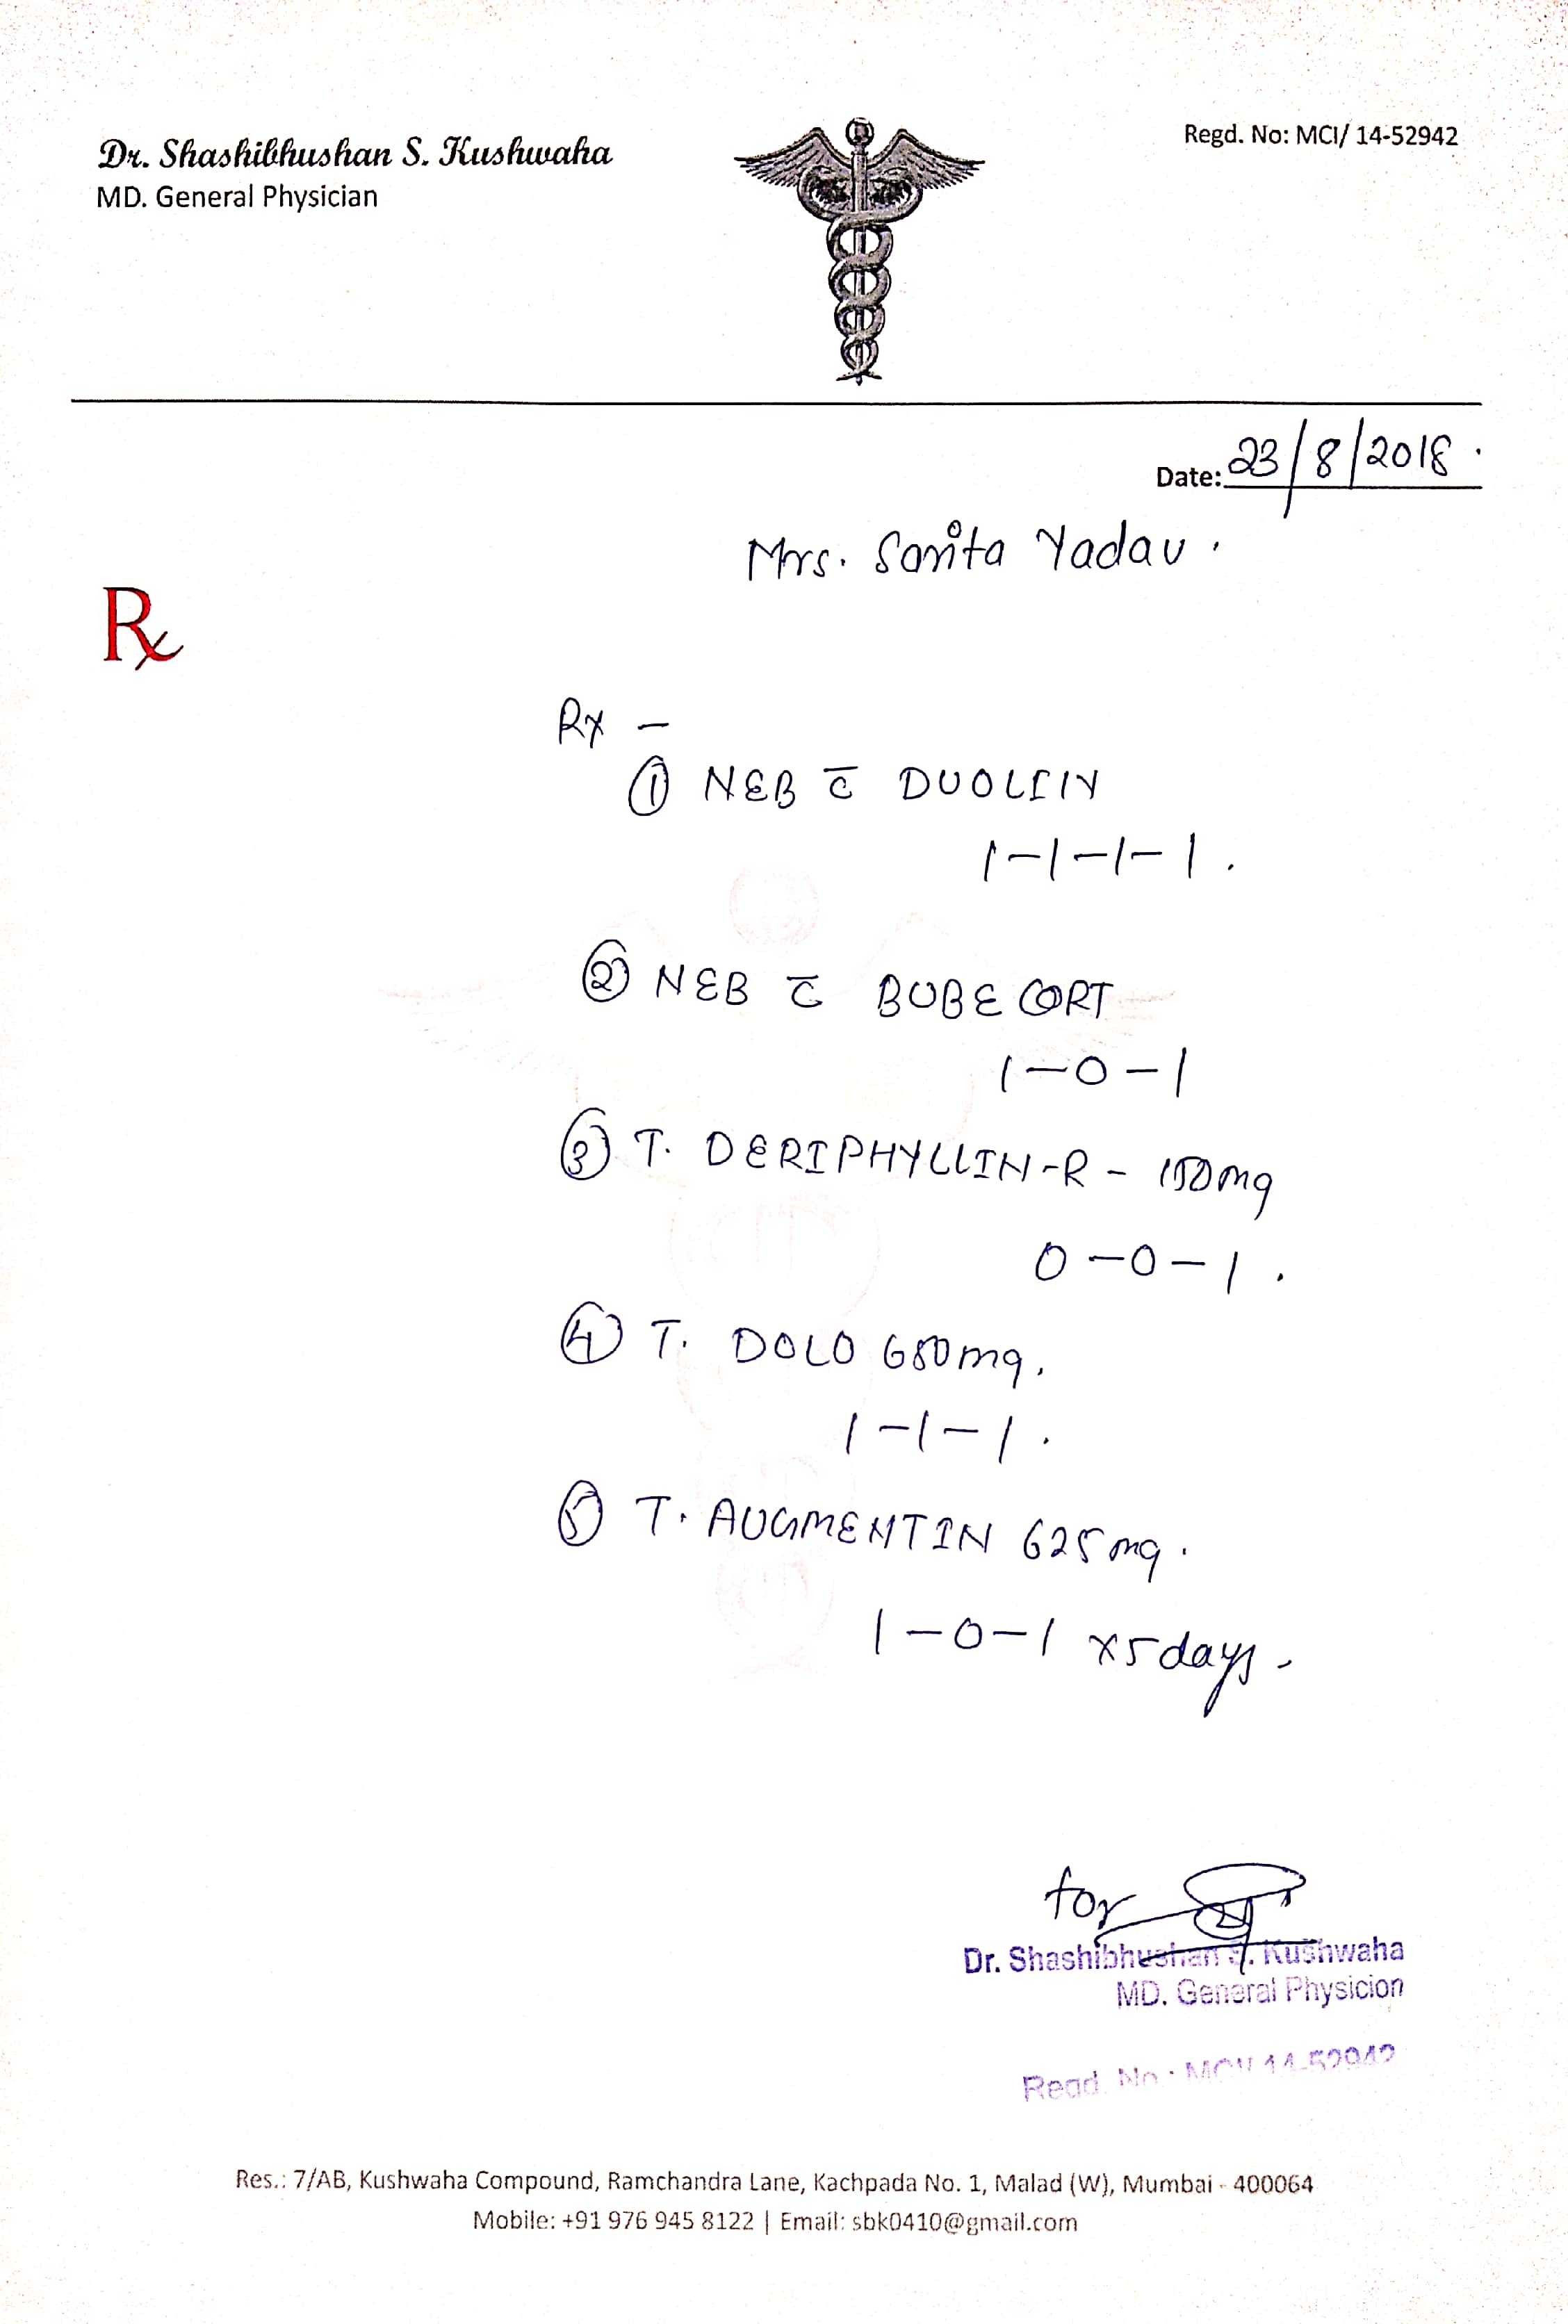 Dr. Shashibhushan S. Kushwaha
MD. General Physician
Regd. No: MCI/ 14-52942
Date: 23/8/2018.
Mrs. Sarita Yadav.
Rx
Rx -
① NEB c̄ DUOLIN
1-1-1-1.
② NEB c̄ BUBECORT
1-0-1
③ T. DERIPHYLLIN-R - 150mg
0-0-1.
④ T. DOLO 650mg.
1-1-1.
⑤ T. AUGMENTIN 625mg.
1-0-1 x5days.
for
Dr. Shashibhushan S. Kushwaha
MD. General Physicion
Regd. No: MCI/ 14-52942
Res.: 7/AB, Kushwaha Compound, Ramchandra Lane, Kachpada No. 1, Malad (W), Mumbai - 400064
Mobile: +91 976 945 8122 | Email: sbk0410@gmail.com